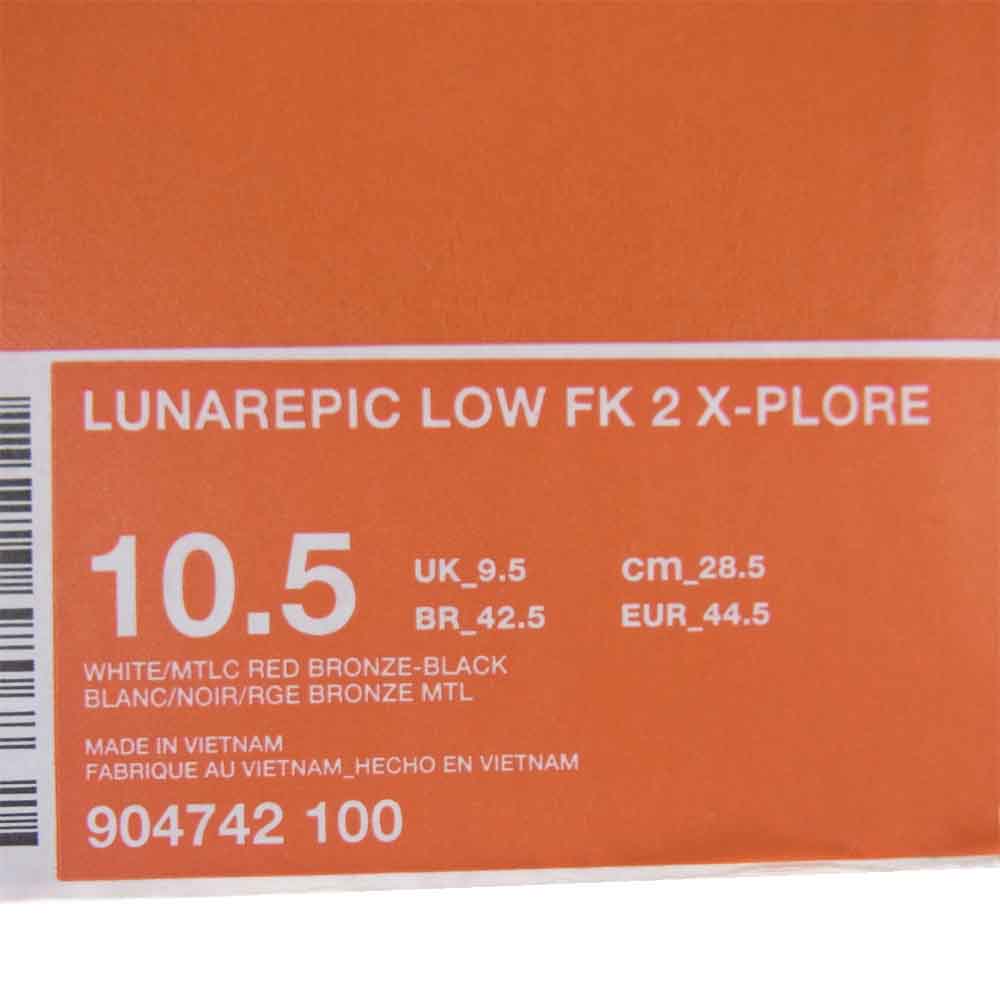 LUNAREPIC LOW FK 2 X-PLORE
10.5 UK_9.5 cm_28.5
BR_42.5 EUR_44.5
WHITE/MTLC RED BRONZE-BLACK
BLANC/NOIR/RGE BRONZE MTL
MADE IN VIETNAM
FABRIQUE AU VIETNAM_HECHO EN VIETNAM
904742 100